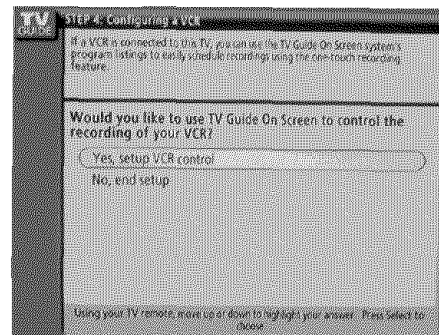 TV
GUIDE
STEP 4: Configuring a VCR
If a VCR is connected to this TV, you can use the TV Guide On Screen system's
program listings to easily schedule recordings using the one-touch recording
feature.
Would you like to use TV Guide On Screen to control the
recording of your VCR?
Yes, setup VCR control
No, end setup
Using your TV remote, move up or down to highlight your answer. Press Select to
choose.